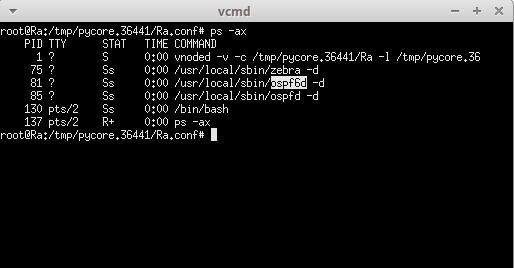 vcmd
root@Ra:/tmp/pycore.36441/Ra.conf# ps -ax
PID TTY STAT TIME COMMAND
1 ? S 0:00 vnoded -v -c /tmp/pycore.36441/Ra -l /tmp/pycore.36
75 ? Ss 0:00 /usr/local/sbin/zebra -d
81 ? Ss 0:00 /usr/local/sbin/ospf6d -d
85 ? Ss 0:00 /usr/local/sbin/ospfd -d
130 pts/2 Ss 0:00 /bin/bash
137 pts/2 R+ 0:00 ps -ax
root@Ra:/tmp/pycore.36441/Ra.conf#